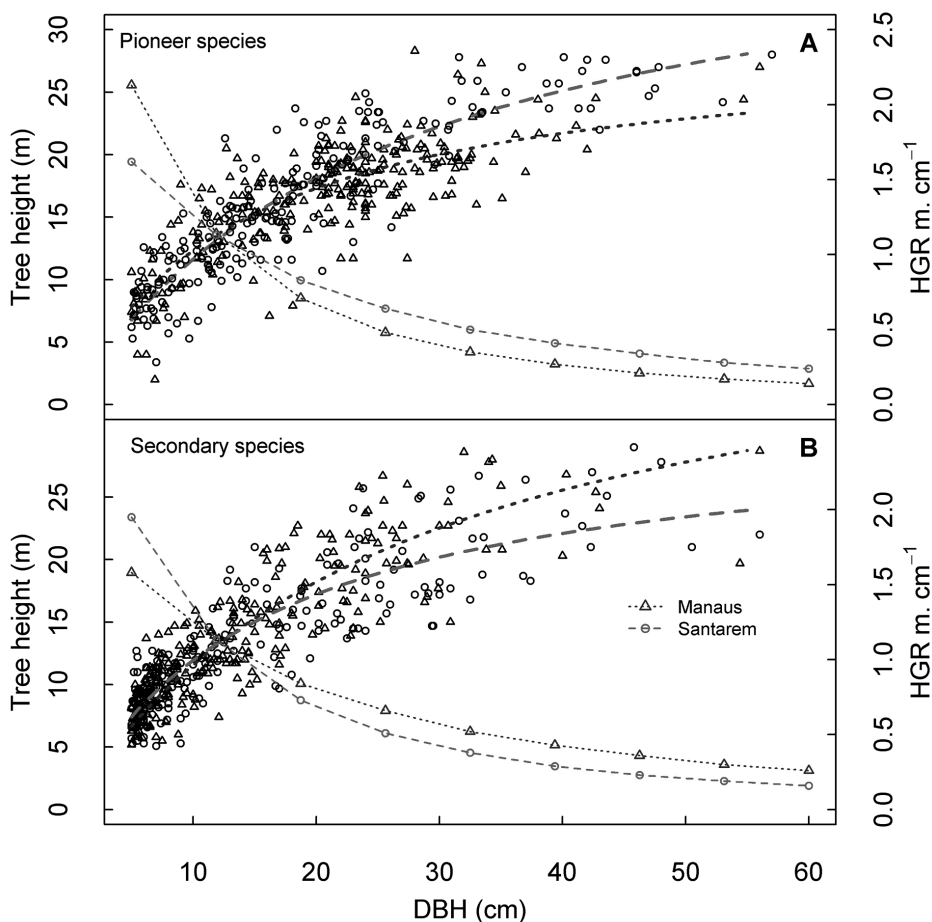 Pioneer species
A
30
25
20
15
10
5
0
Tree height (m)
2.5
2.0
1.5
1.0
0.5
0.0
HGR m. cm−1
Secondary species
B
25
20
15
10
5
0
Tree height (m)
2.0
1.5
1.0
0.5
0.0
HGR m. cm−1
Manaus
Santarem
10 20 30 40 50 60
DBH (cm)